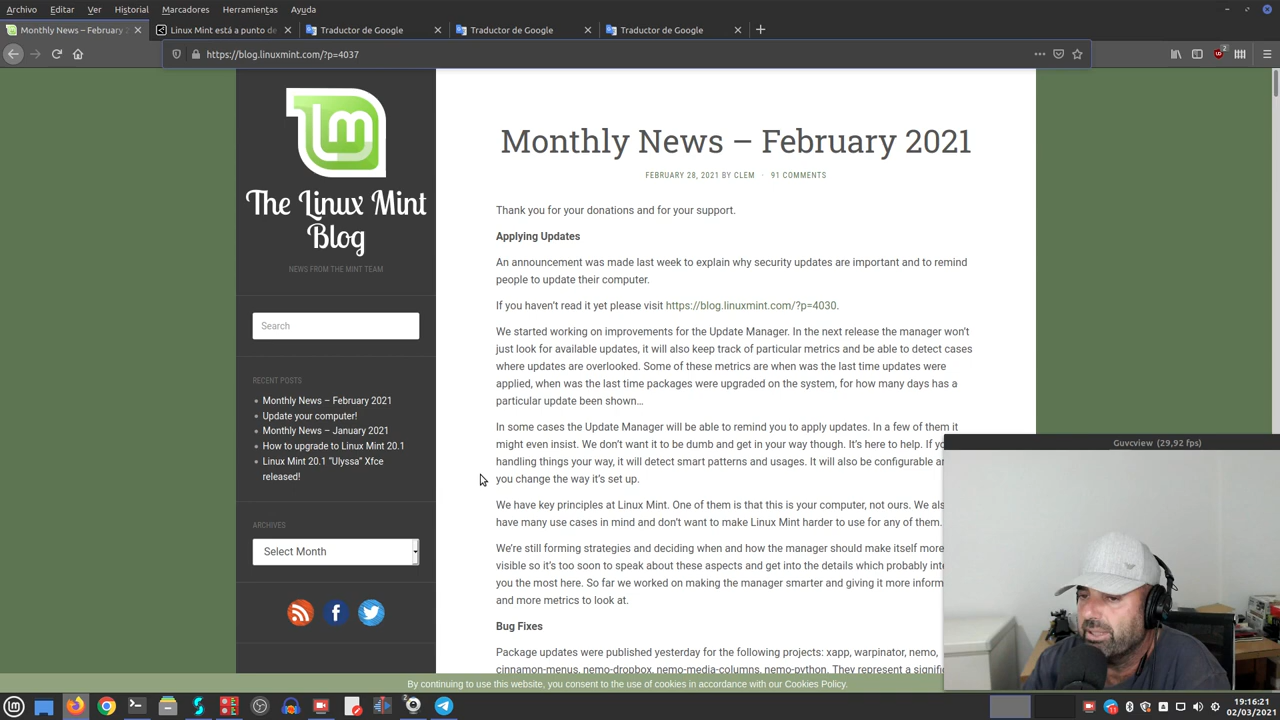 Archivo Editar Ver Historial Marcadores Herramientas Ayuda
Monthly News – February 2
Linux Mint está a punto de
Traductor de Google
Traductor de Google
Traductor de Google
https://blog.linuxmint.com/?p=4037
2
The Linux Mint
Blog
NEWS FROM THE MINT TEAM
Search
RECENT POSTS
Monthly News – February 2021
Update your computer!
Monthly News – January 2021
How to upgrade to Linux Mint 20.1
Linux Mint 20.1 “Ulyssa” Xfce
released!
ARCHIVES
Select Month
Monthly News – February 2021
FEBRUARY 28, 2021 BY CLEM · 91 COMMENTS
Thank you for your donations and for your support.
Applying Updates
An announcement was made last week to explain why security updates are important and to remind
people to update their computer.
If you haven’t read it yet please visit https://blog.linuxmint.com/?p=4030.
We started working on improvements for the Update Manager. In the next release the manager won’t
just look for available updates, it will also keep track of particular metrics and be able to detect cases
where updates are overlooked. Some of these metrics are when was the last time updates were
applied, when was the last time packages were upgraded on the system, for how many days has a
particular update been shown…
In some cases the Update Manager will be able to remind you to apply updates. In a few of them it
might even insist. We don’t want it to be dumb and get in your way though. It’s here to help. If yo
handling things your way, it will detect smart patterns and usages. It will also be configurable an
you change the way it’s set up.
We have key principles at Linux Mint. One of them is that this is your computer, not ours. We als
have many use cases in mind and don’t want to make Linux Mint harder to use for any of them.
We’re still forming strategies and deciding when and how the manager should make itself more
visible so it’s too soon to speak about these aspects and get into the details which probably inte
you the most here. So far we worked on making the manager smarter and giving it more inform
and more metrics to look at.
Bug Fixes
Package updates were published yesterday for the following projects: xapp, warpinator, nemo,
cinnamon-menus, nemo-dropbox, nemo-media-columns, nemo-python. They represent a signifi
By continuing to use this website, you consent to the use of cookies in accordance with our Cookies Policy.
Guvcview (29,92 fps)
19:16:21
02/03/2021